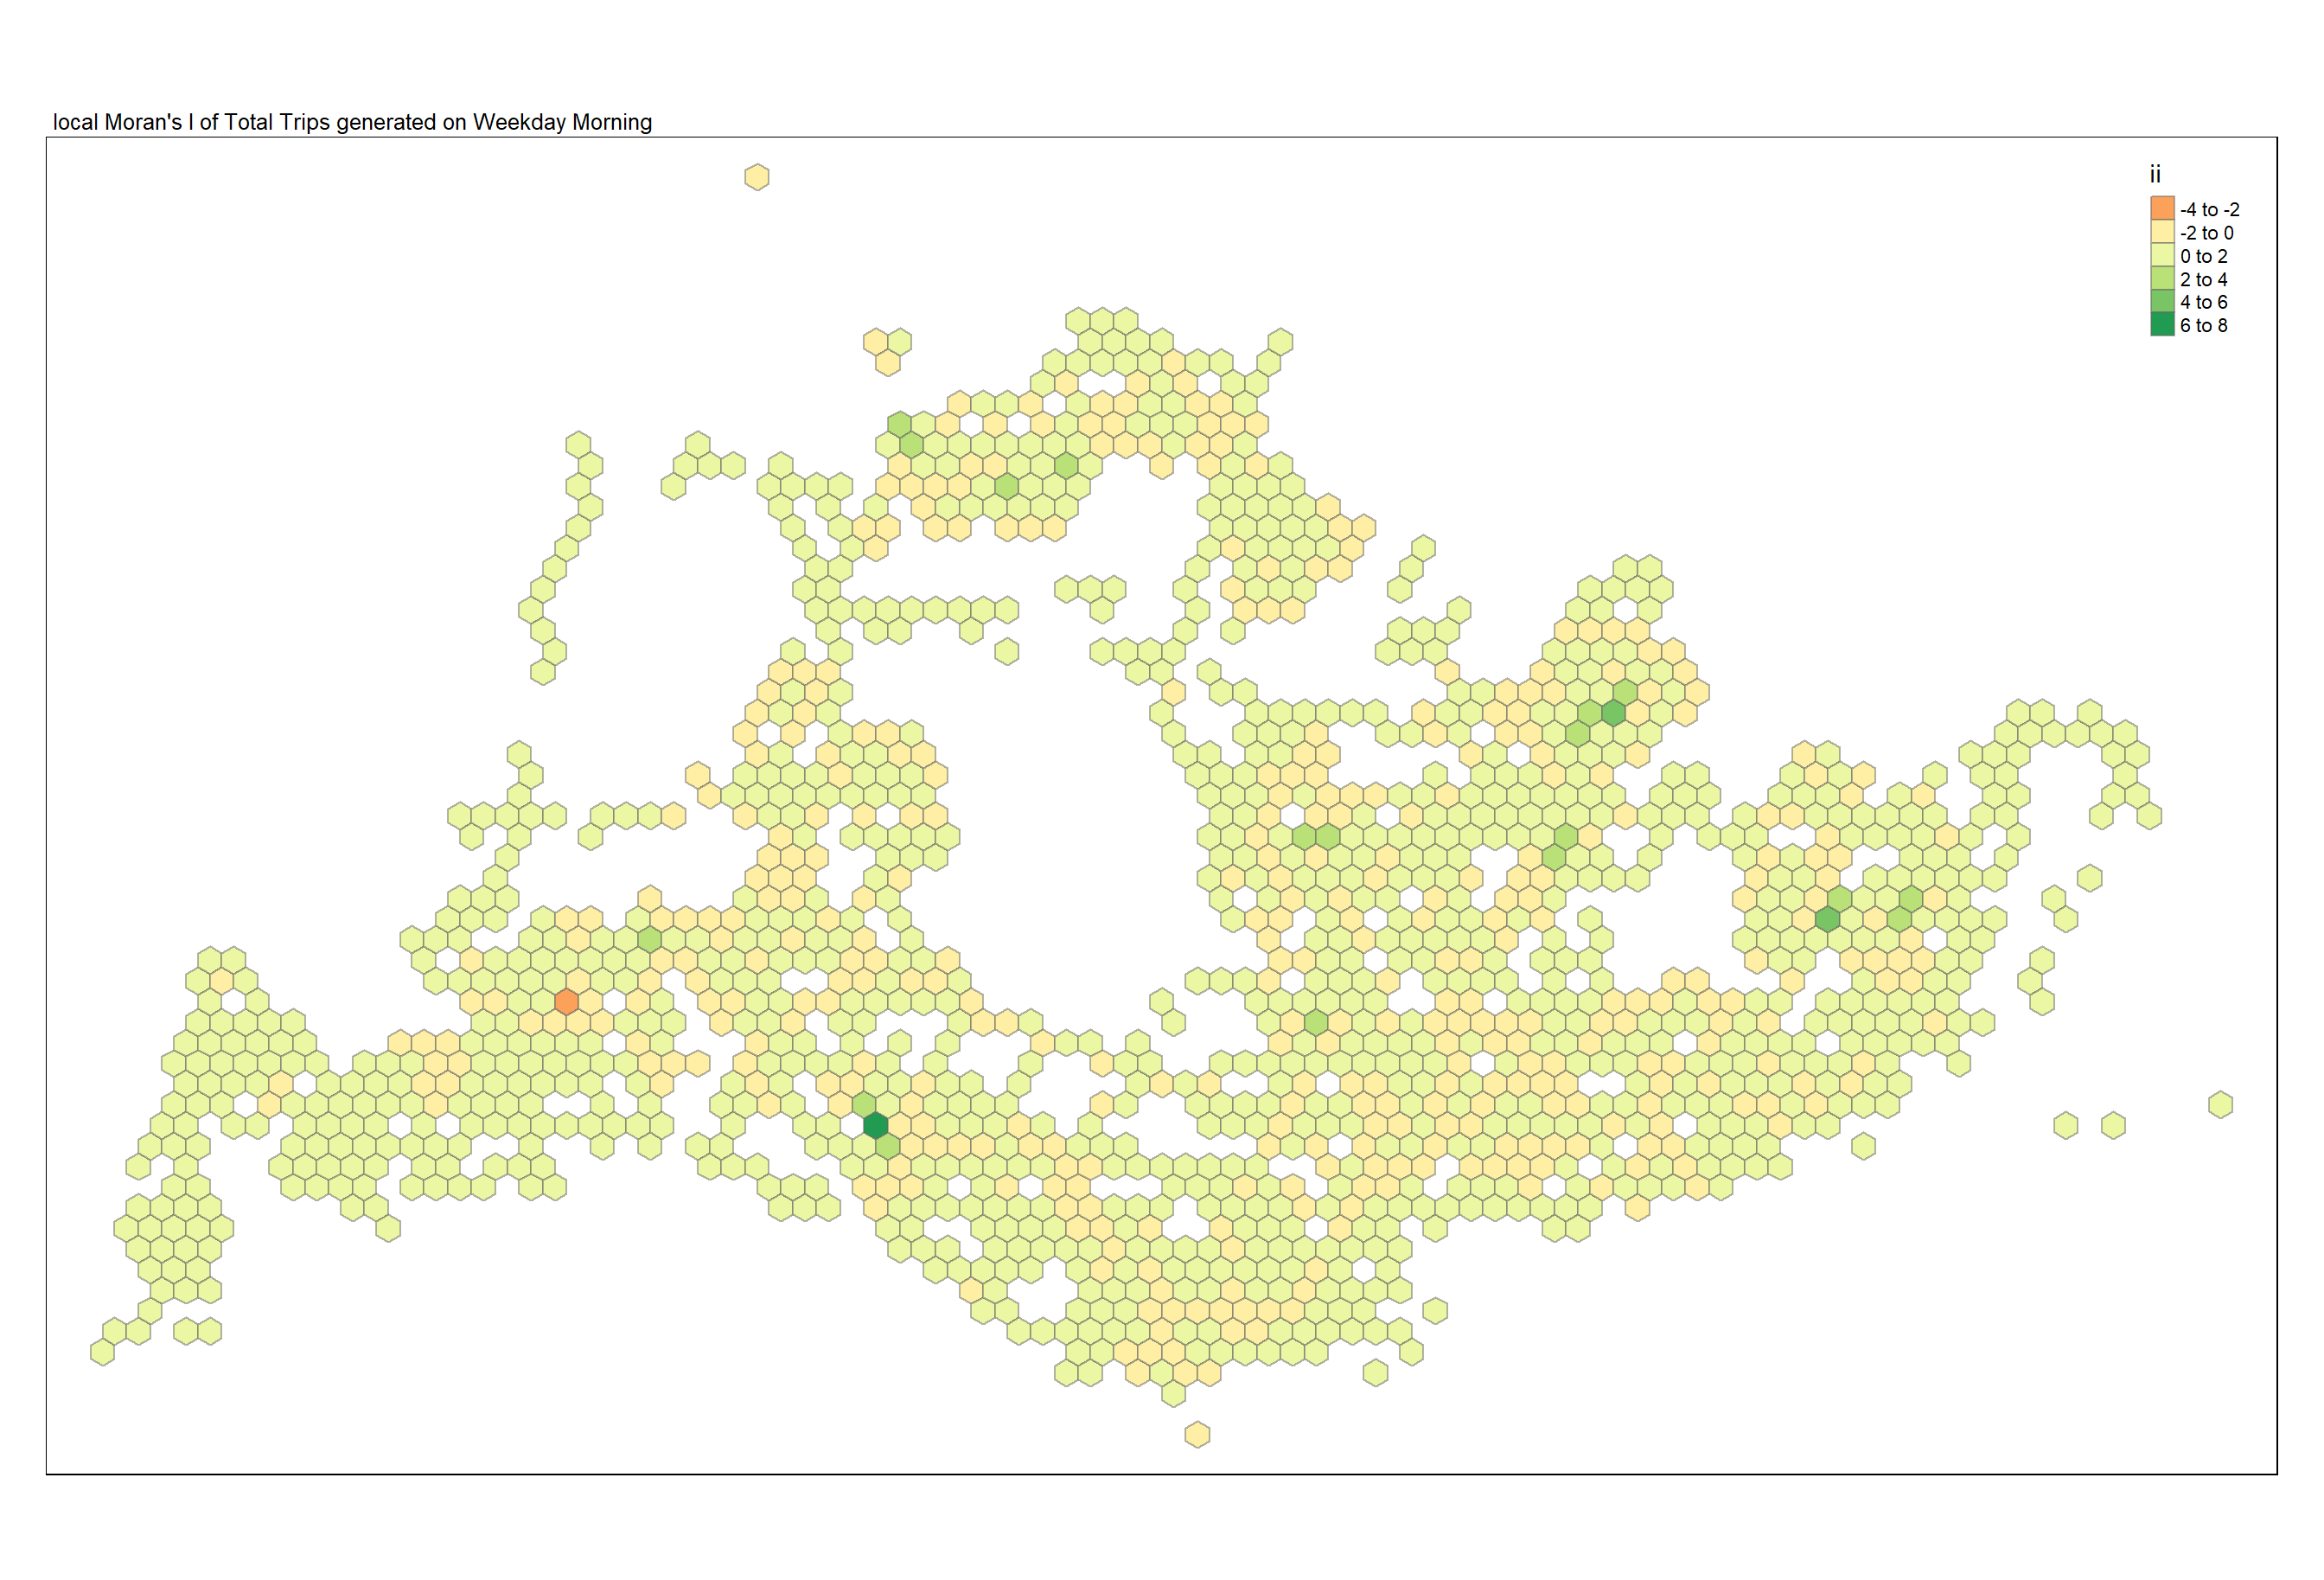 local Moran's I of Total Trips generated on Weekday Morning
ii
-4 to -2
-2 to 0
0 to 2
2 to 4
4 to 6
6 to 8